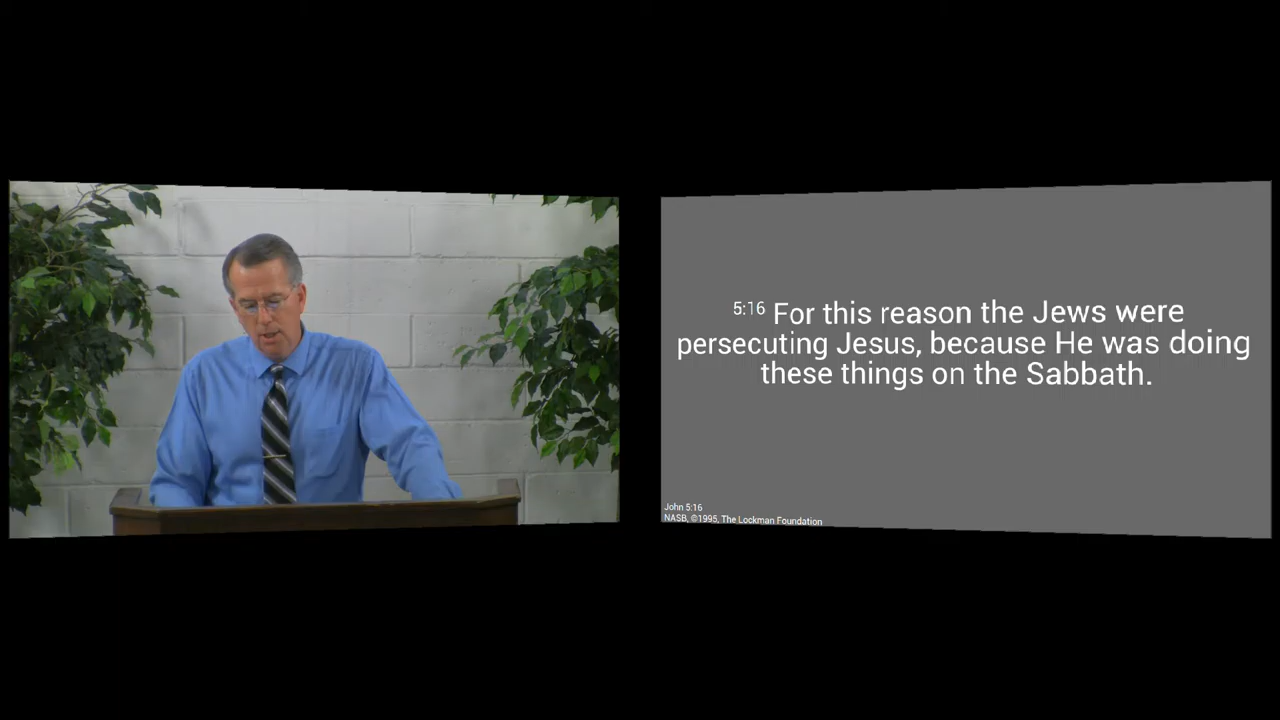 5:16 For this reason the Jews were
persecuting Jesus, because He was doing
these things on the Sabbath.
John 5:16
NASB, ©1995, The Lockman Foundation